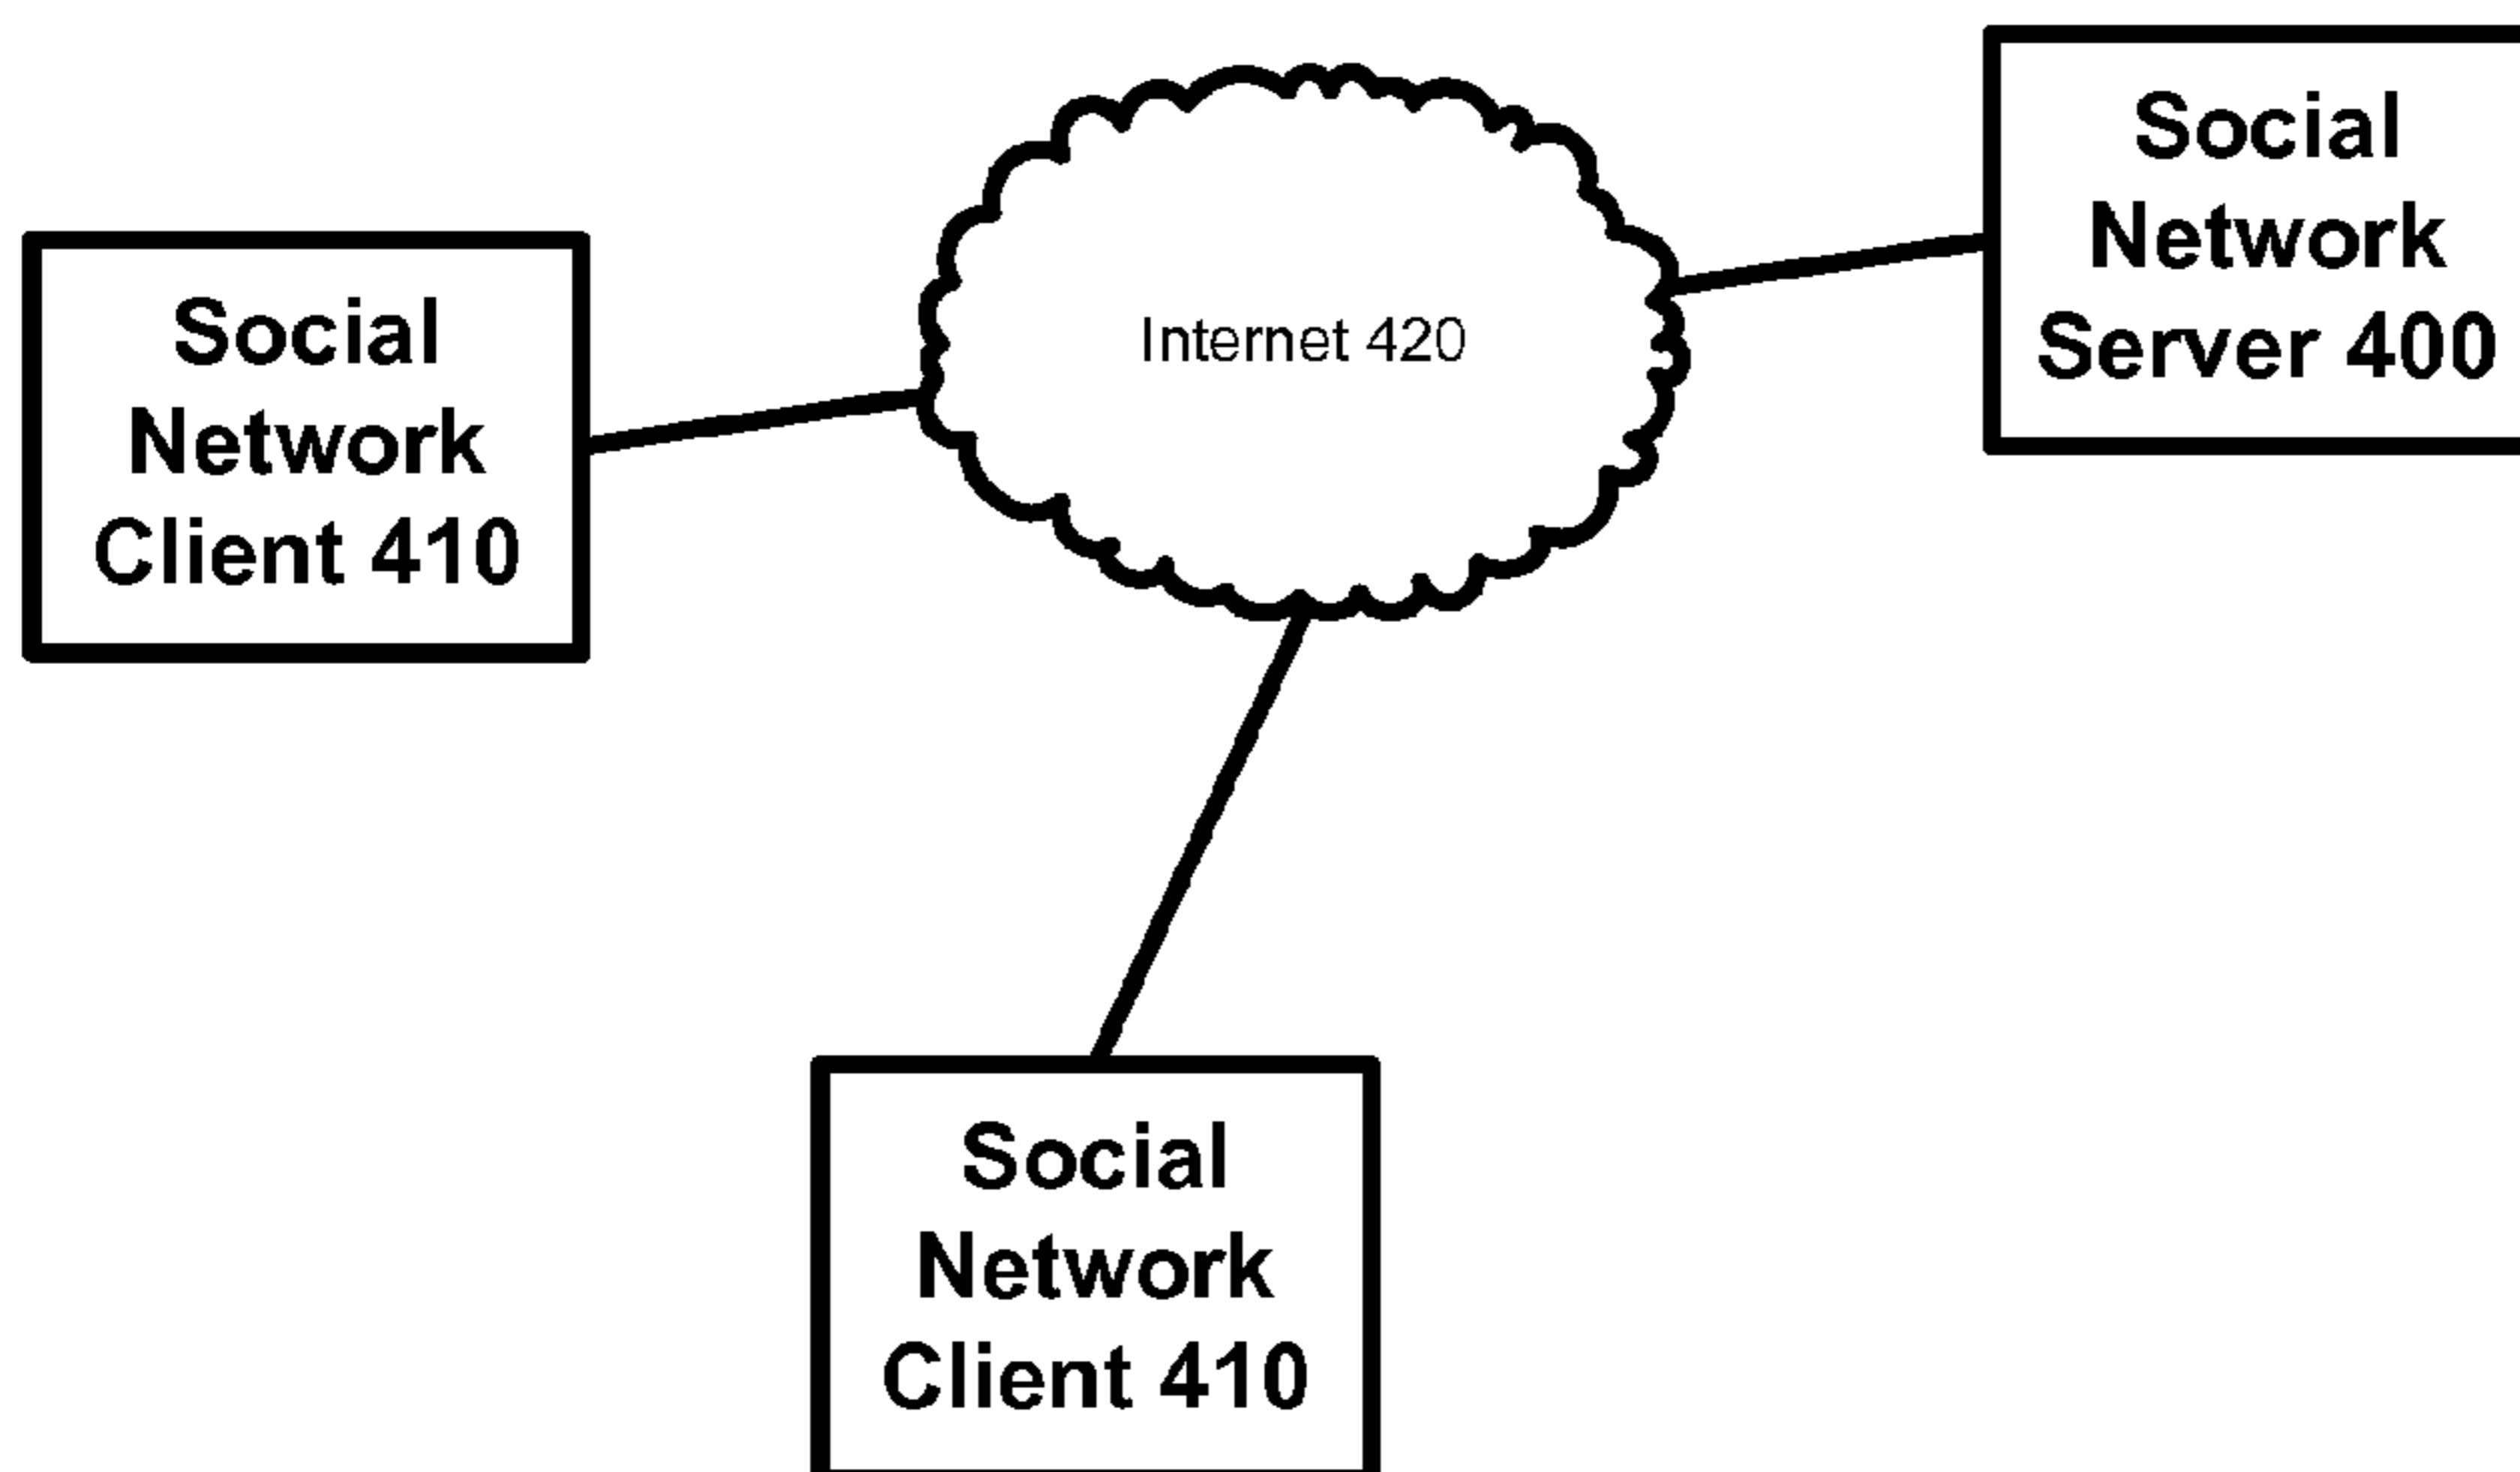 Social
Network
Client 410
Internet 420
Social
Network
Server 400
Social
Network
Client 410